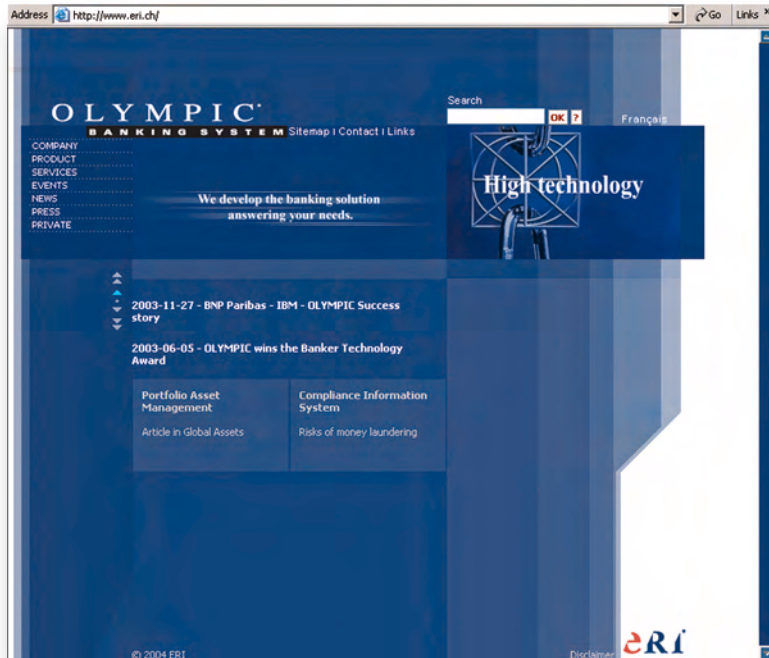 Address http://www.eri.ch/ Go Links »
Search
OLYMPIC
OK ? Français
BANKING SYSTEM Sitemap | Contact | Links
COMPANY
PRODUCT
SERVICES
EVENTS
NEWS
PRESS
PRIVATE
We develop the banking solution
answering your needs.
High technology
2003-11-27 - BNP Paribas - IBM - OLYMPIC Success
story
2003-06-05 - OLYMPIC wins the Banker Technology
Award
Portfolio Asset
Management
Article in Global Assets
Compliance Information
System
Risks of money laundering
© 2004 ERI
Disclaimer
eRI